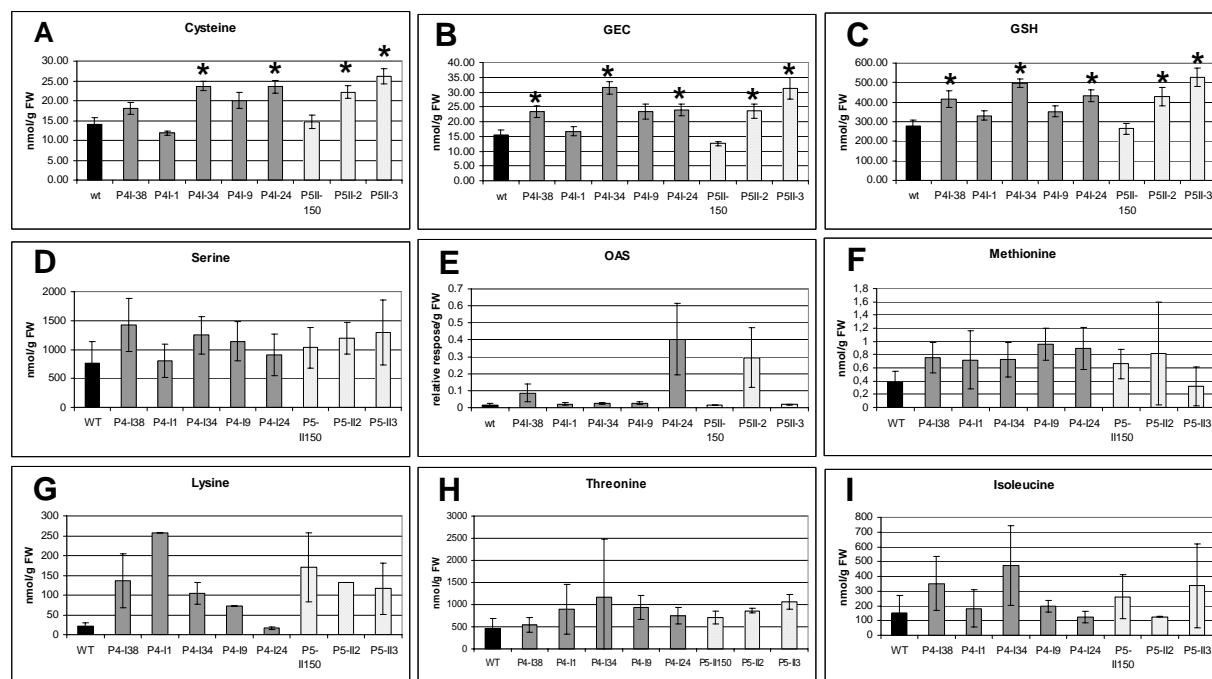 A
Cysteine
nmol/g FW
30.00
25.00
20.00
15.00
10.00
5.00
0.00
* * * *
wt P4I-38 P4I-1 P4I-34 P4I-9 P4I-24 P5II-150 P5II-2 P5II-3
B
GEC
nmol/g FW
40.00
35.00
30.00
25.00
20.00
15.00
10.00
5.00
0.00
* * * * *
wt P4I-38 P4I-1 P4I-34 P4I-9 P4I-24 P5II-150 P5II-2 P5II-3
C
GSH
nmol/g FW
600.00
500.00
400.00
300.00
200.00
100.00
0.00
* * * * *
wt P4I-38 P4I-1 P4I-34 P4I-9 P4I-24 P5II-150 P5II-2 P5II-3
D
Serine
nmol/g FW
2000
1500
1000
500
0
WT P4-I38 P4-I1 P4-I34 P4-I9 P4-I24 P5-II150 P5-II2 P5-II3
E
OAS
relative respose/g FW
0.7
0.6
0.5
0.4
0.3
0.2
0.1
0
wt P4I-38 P4I-1 P4I-34 P4I-9 P4I-24 P5II-150 P5II-2 P5II-3
F
Methionine
nmol/g FW
1,8
1,6
1,4
1,2
1
0,8
0,6
0,4
0,2
0
WT P4-I38 P4-I1 P4-I34 P4-I9 P4-I24 P5-II150 P5-II2 P5-II3
G
Lysine
nmol/g FW
300
250
200
150
100
50
0
WT P4-I38 P4-I1 P4-I34 P4-I9 P4-I24 P5-II150 P5-II2 P5-II3
H
Threonine
nmol/g FW
3000
2500
2000
1500
1000
500
0
WT P4-I38 P4-I1 P4-I34 P4-I9 P4-I24 P5-II150 P5-II2 P5-II3
I
Isoleucine
nmol/g FW
800
700
600
500
400
300
200
100
0
WT P4-I38 P4-I1 P4-I34 P4-I9 P4-I24 P5-II150 P5-II2 P5-II3